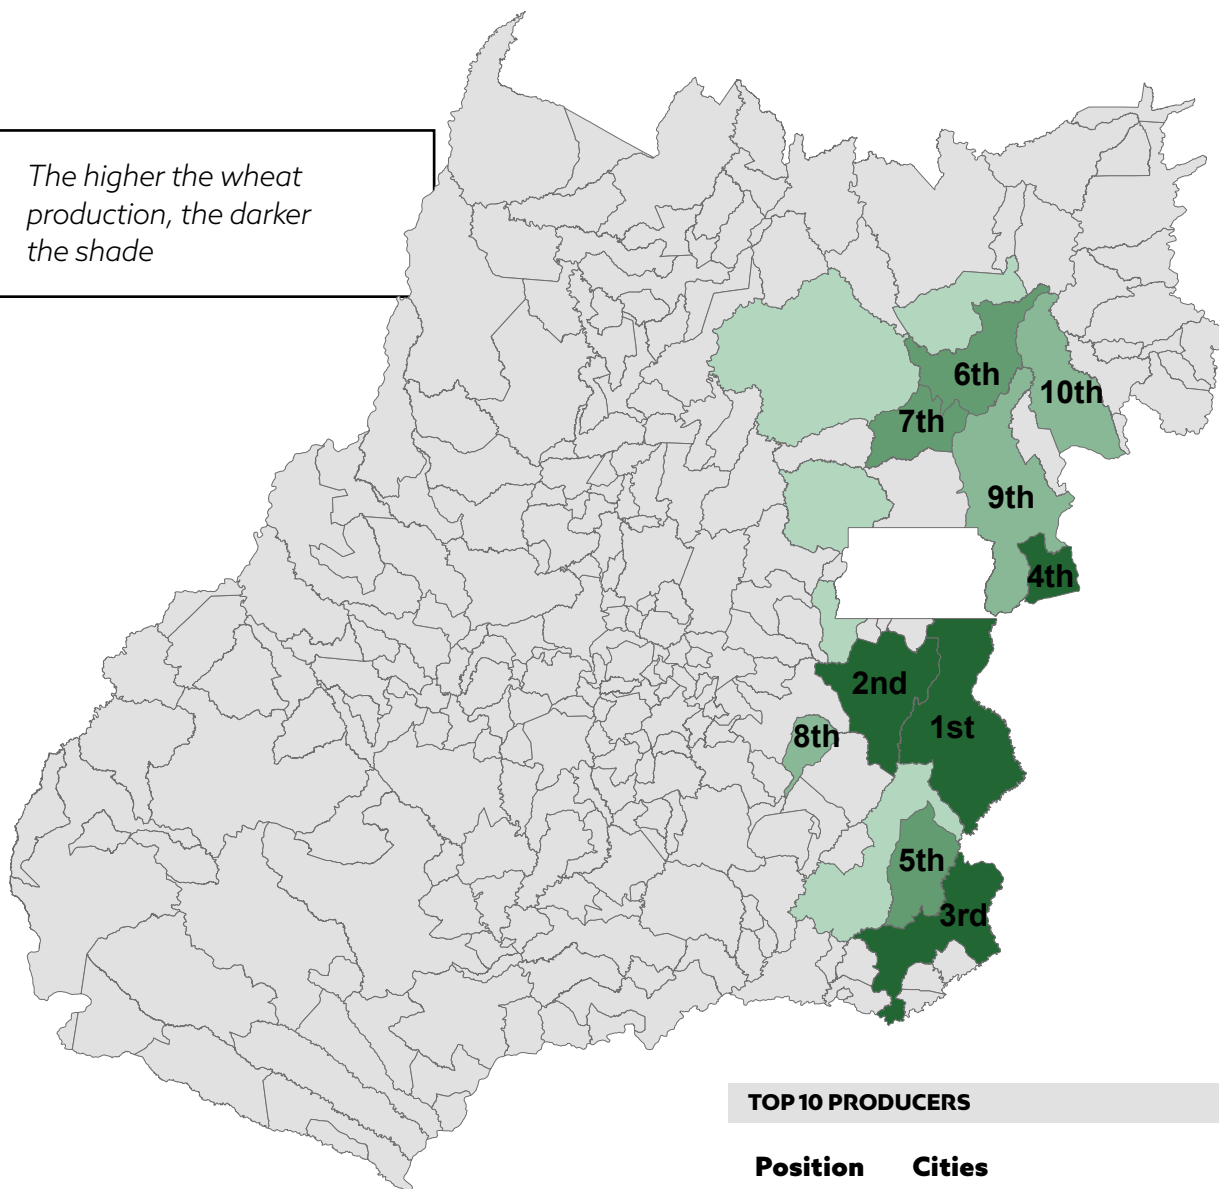 The higher the wheat
production, the darker
the shade
6th
10th
7th
9th
4th
2nd
1st
8th
5th
3rd
TOP 10 PRODUCERS
Position Cities